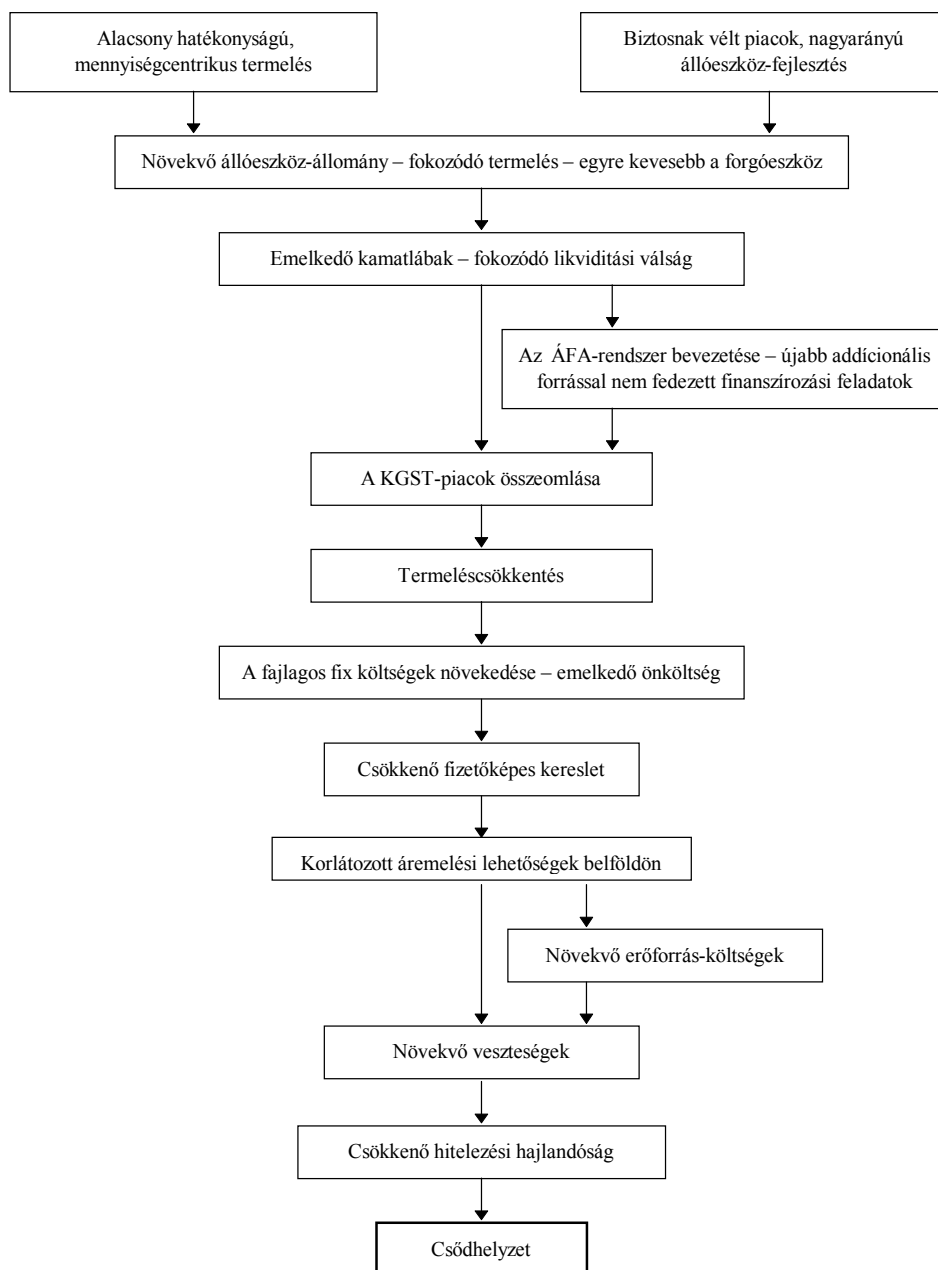 Alacsony hatékonyságú,
mennyiségcentrikus termelés
Biztosnak vélt piacok, nagyarányú
állóeszköz-fejlesztés
Növekvő állóeszköz-állomány – fokozódó termelés – egyre kevesebb a forgóeszköz
Emelkedő kamatlábak – fokozódó likviditási válság
Az ÁFA-rendszer bevezetése – újabb addícionális
forrással nem fedezett finanszírozási feladatok
A KGST-piacok összeomlása
Termeléscsökkentés
A fajlagos fix költségek növekedése – emelkedő önköltség
Csökkenő fizetőképes kereslet
Korlátozott áremelési lehetőségek belföldön
Növekvő erőforrás-költségek
Növekvő veszteségek
Csökkenő hitelezési hajlandóság
Csődhelyzet